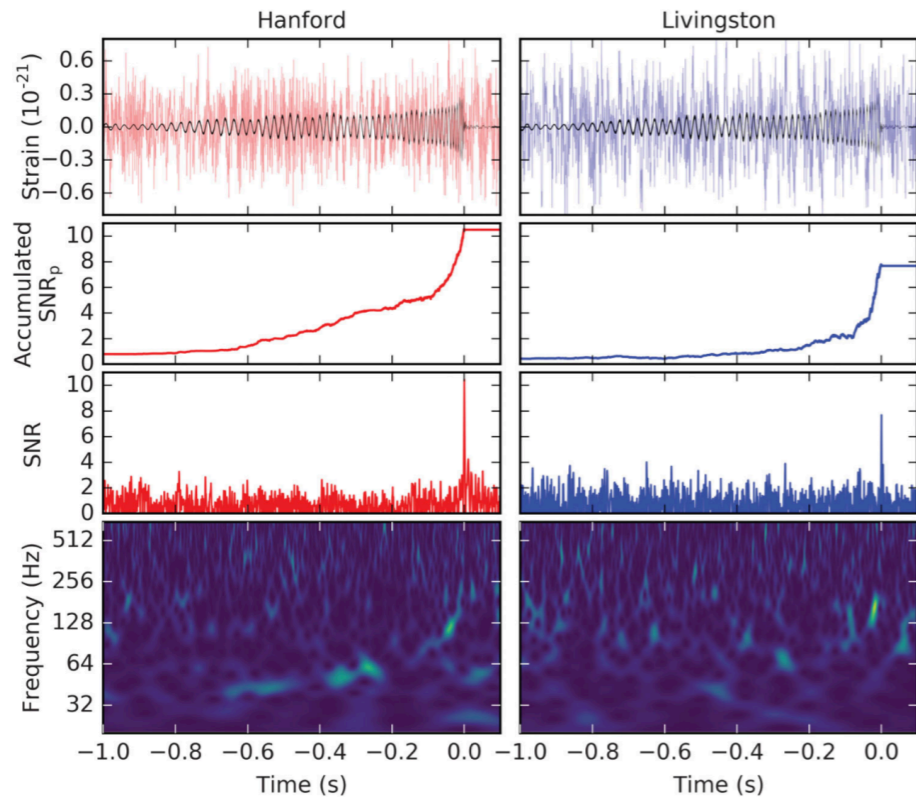 Hanford
Livingston
Strain (10⁻²¹)
0.6
0.3
0.0
−0.3
−0.6
Accumulated
SNRₚ
10
8
6
4
2
0
SNR
10
8
6
4
2
0
Frequency (Hz)
512
256
128
64
32
−1.0 −0.8 −0.6 −0.4 −0.2 0.0
−1.0 −0.8 −0.6 −0.4 −0.2 0.0
Time (s)
Time (s)